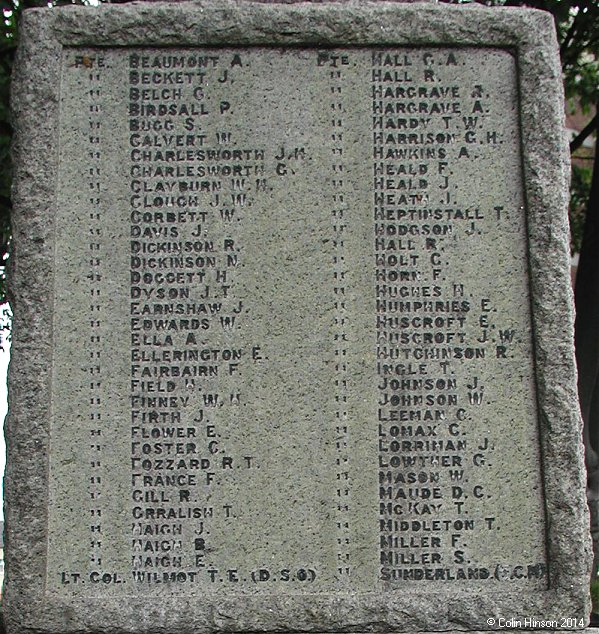 PTE. BEAUMONT A.
" BECKETT J.
" BELCH G.
" BIRDSALL P.
" BUGG S.
" CALVERT W.
" CHARLESWORTH J.H.
" CHARLESWORTH G.
" CLAYBURN W.H.
" CLOUGH J.W.
" CORBETT W.
" DAVIS J.
" DICKINSON R.
" DICKINSON N.
" DOGGETT H.
" DYSON J.T.
" EARNSHAW J.
" EDWARDS W.
" ELLA A.
" ELLERINGTON E.
" FAIRBAIRN F.
" FIELD H.
" FINNEY W.H.
" FIRTH J.
" FLOWER E.
" FOSTER C.
" FOZZARD R.T.
" FRANCE F.
" GILL R.
" GRRALISH T.
" HAIGH J.
" HAIGH B.
" HAIGH E.
LT. COL. WILMOT T.E. (D.S.O.)
PTE. HALL G.A.
" HALL R.
" HARGRAVE J.
" HARGRAVE A.
" HARDY T.W.
" HARRISON G.H.
" HAWKINS A.
" HEALD F.
" HEALD J.
" HEATH J.
" HEPTINSTALL T.
" HODGSON J.
" HALL R.
" HOLT C.
" HORN F.
" HUGHES H.
" HUMPHRIES E.
" HUSCROFT E.
" HUSCROFT J.W.
" HUTCHINSON R.
" INGLE T.
" JOHNSON J.
" JOHNSON W.
" LEEMAN C.
" LOMAX C.
" LORRIMAN J.
" LOWTHER G.
" MASON W.
" MAUDE D.C.
" MCKAY T.
" MIDDLETON T.
" MILLER F.
" MILLER S.
" SUNDERLAND.
© Colin Hinson 2014